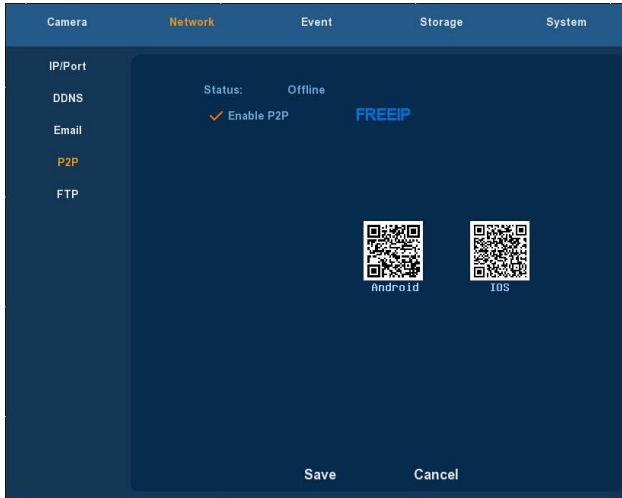 Camera Network Event Storage System
IP/Port
DDNS
Email
P2P
FTP
Status: Offline
Enable P2P FREEIP
Android IOS
Save Cancel